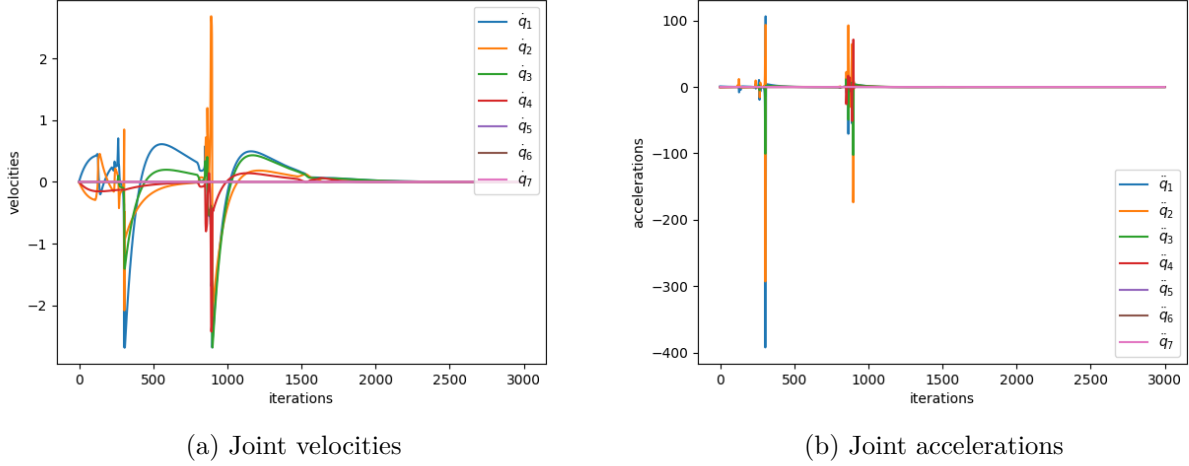 2
1
0
−1
−2
velocities
0
500
1000
1500
2000
2500
3000
iterations
q̇1
q̇2
q̇3
q̇4
q̇5
q̇6
q̇7
(a) Joint velocities
100
0
−100
−200
−300
−400
accelerations
0
500
1000
1500
2000
2500
3000
iterations
q̈1
q̈2
q̈3
q̈4
q̈5
q̈6
q̈7
(b) Joint accelerations